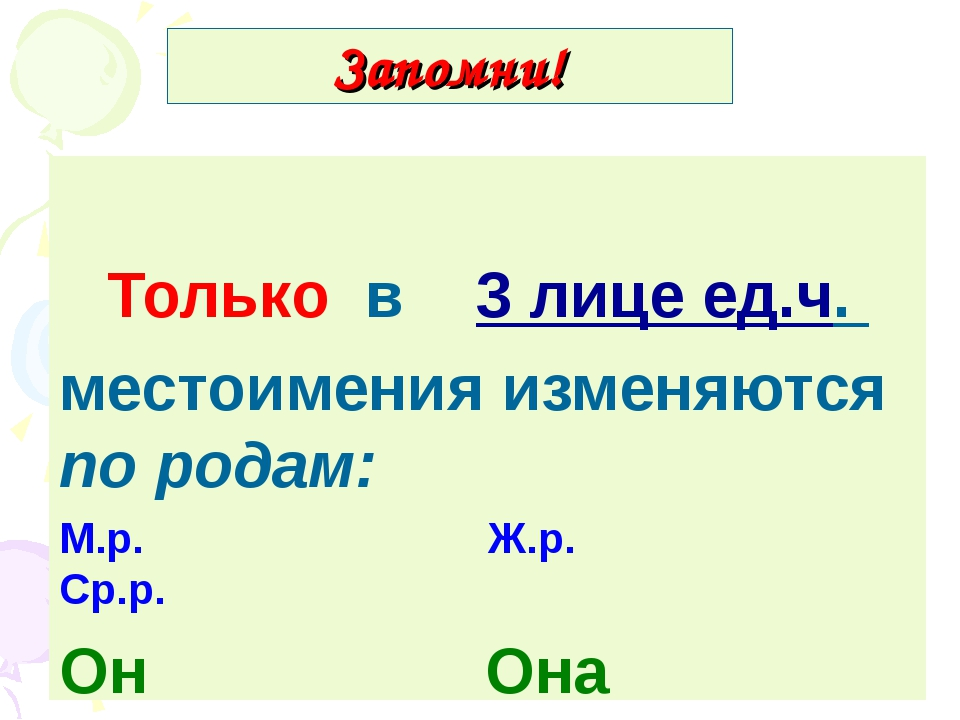 Запомни!
Только в 3 лице ед.ч.
местоимения изменяются
по родам:
М.р. Ж.р.
Ср.р.
Он Она